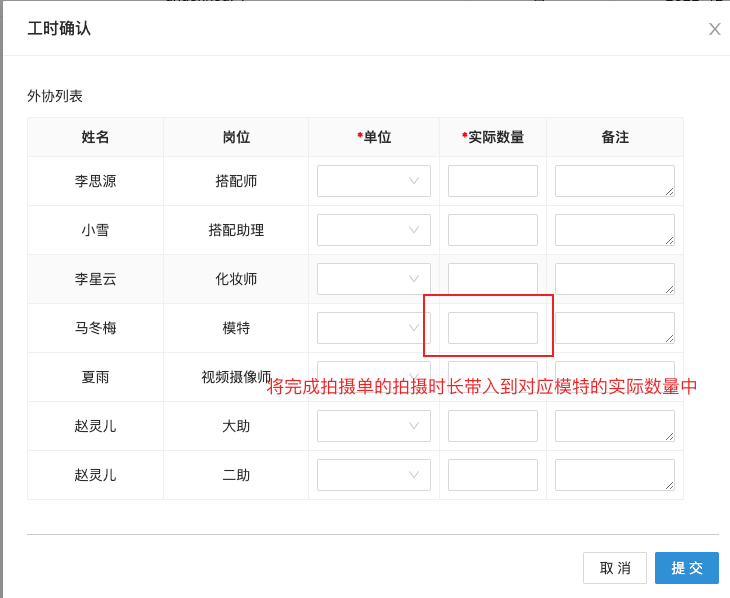 工时确认
外协列表
姓名 岗位 *单位 *实际数量 备注
李思源 搭配师
小雪 搭配助理
李星云 化妆师
马冬梅 模特
夏雨 视频摄像师
将完成拍摄单的拍摄时长带入到对应模特的实际数量中
赵灵儿 大助
赵灵儿 二助
取 消 提 交